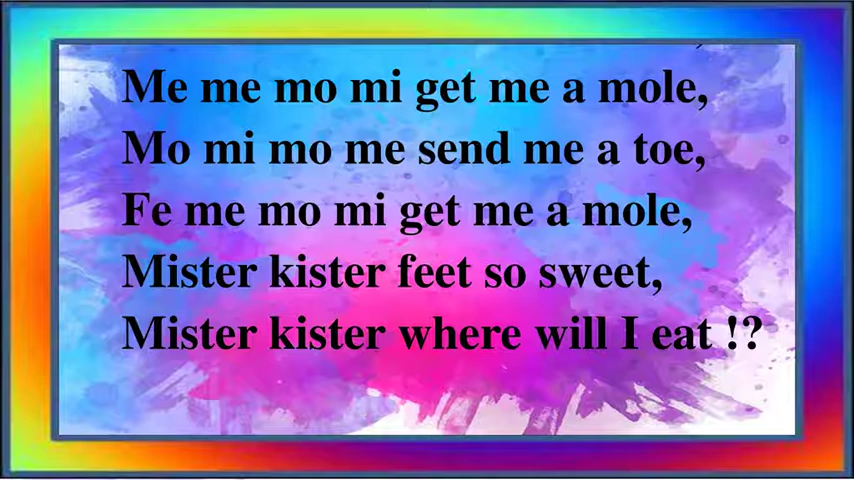 Me me mo mi get me a mole,
Mo mi mo me send me a toe,
Fe me mo mi get me a mole,
Mister kister feet so sweet,
Mister kister where will I eat !?